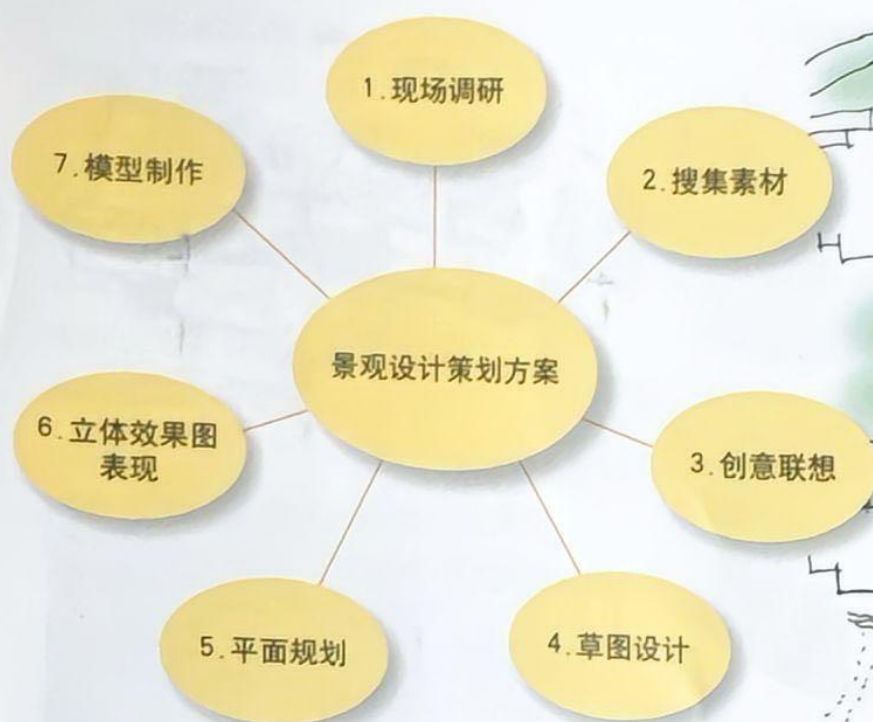 1.现场调研
2.搜集素材
3.创意联想
4.草图设计
5.平面规划
6.立体效果图
表现
7.模型制作
景观设计策划方案